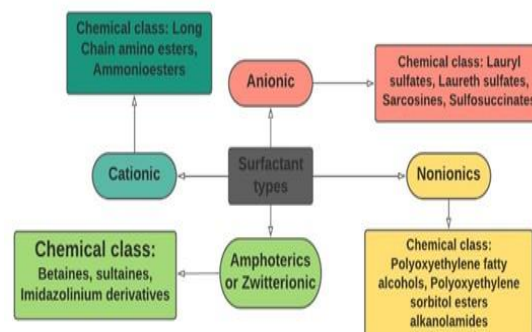 Chemical class: Long
Chain amino esters,
Ammonioesters
Anionic
Chemical class: Lauryl
sulfates, Laureth sulfates,
Sarcosines, Sulfosuccinates
Cationic
Surfactant
types
Nonionics
Chemical class:
Betaines, sultaines,
Imidazolinium derivatives
Amphoterics
or Zwitterionic
Chemical class:
Polyoxyethylene fatty
alcohols, Polyoxyethylene
sorbitol esters
alkanolamides